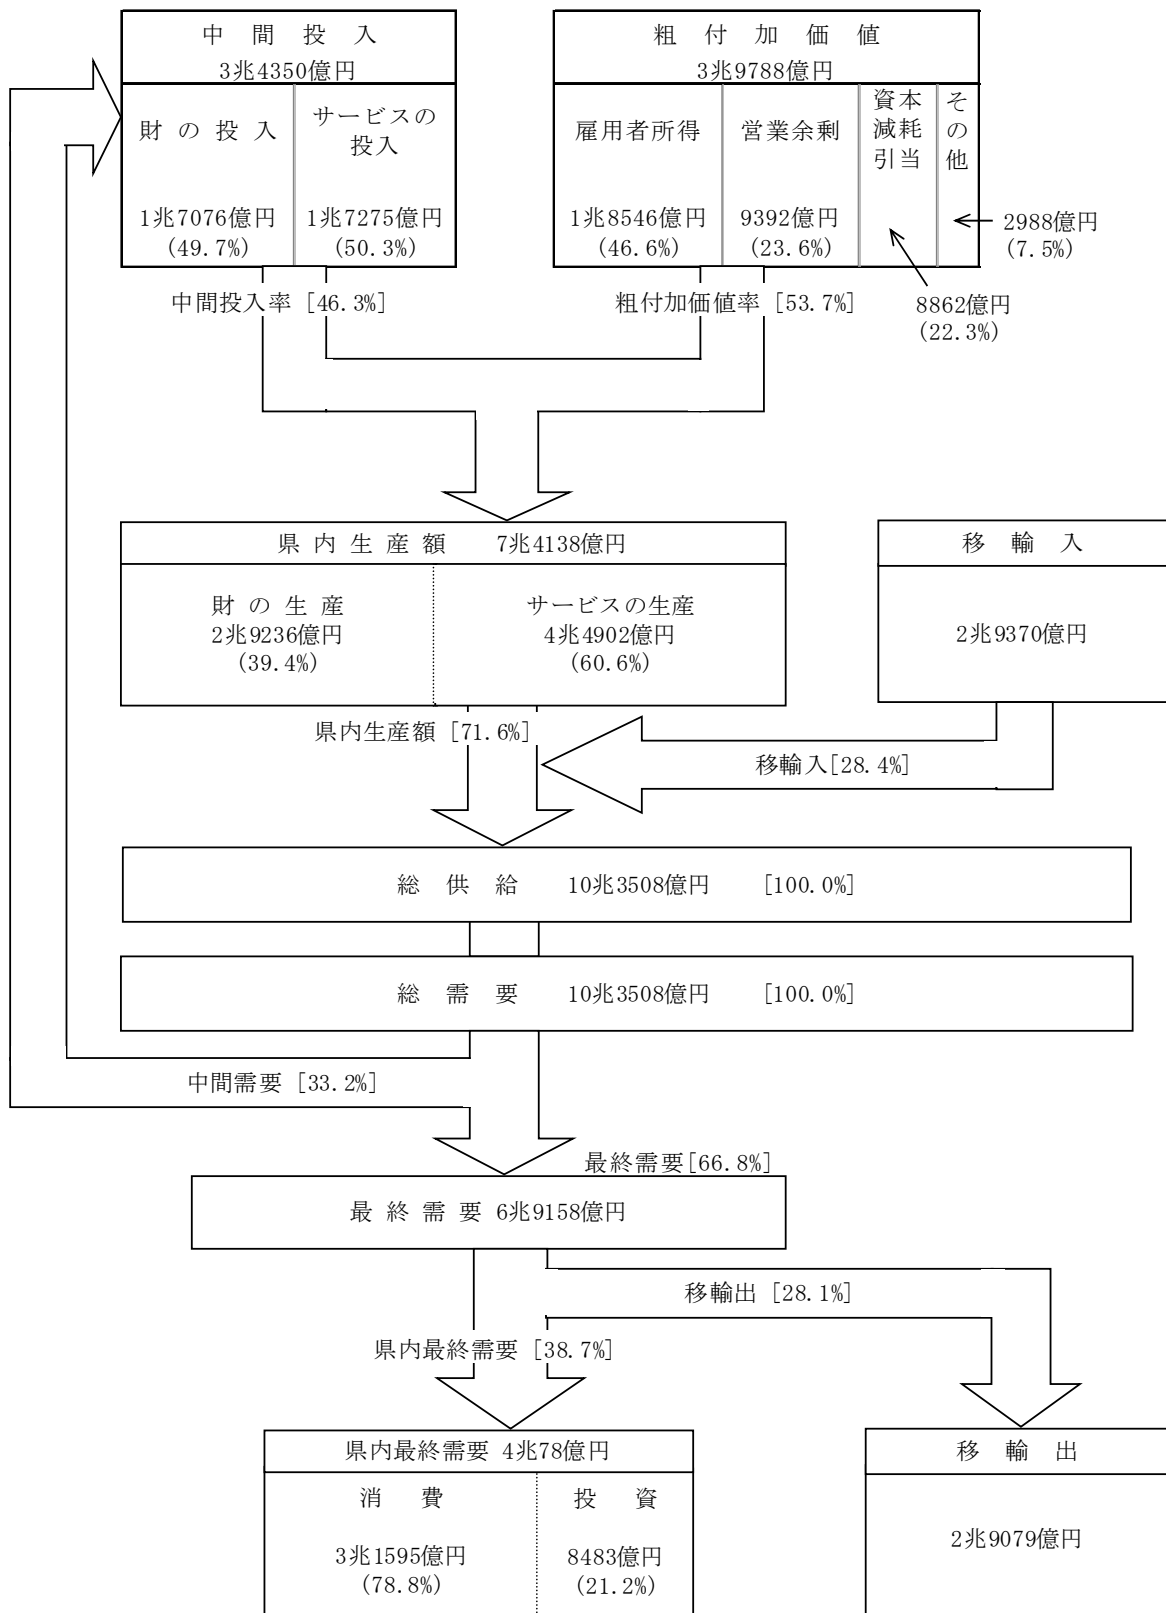 中間投入
3兆4350億円
財の投入
1兆7076億円
(49.7%)
サービスの
投入
1兆7275億円
(50.3%)
粗付加価値
3兆9788億円
雇用者所得
1兆8546億円
(46.6%)
営業余剰
9392億円
(23.6%)
資本
減耗
引当
その他
2988億円
(7.5%)
8862億円
(22.3%)
中間投入率 [46.3%]
粗付加価値率 [53.7%]
県内生産額 7兆4138億円
財の生産
2兆9236億円
(39.4%)
サービスの生産
4兆4902億円
(60.6%)
移輸入
2兆9370億円
県内生産額 [71.6%]
移輸入[28.4%]
総供給 10兆3508億円 [100.0%]
総需要 10兆3508億円 [100.0%]
中間需要 [33.2%]
最終需要[66.8%]
最終需要 6兆9158億円
移輸出 [28.1%]
県内最終需要 [38.7%]
県内最終需要 4兆78億円
消費
3兆1595億円
(78.8%)
投資
8483億円
(21.2%)
移輸出
2兆9079億円